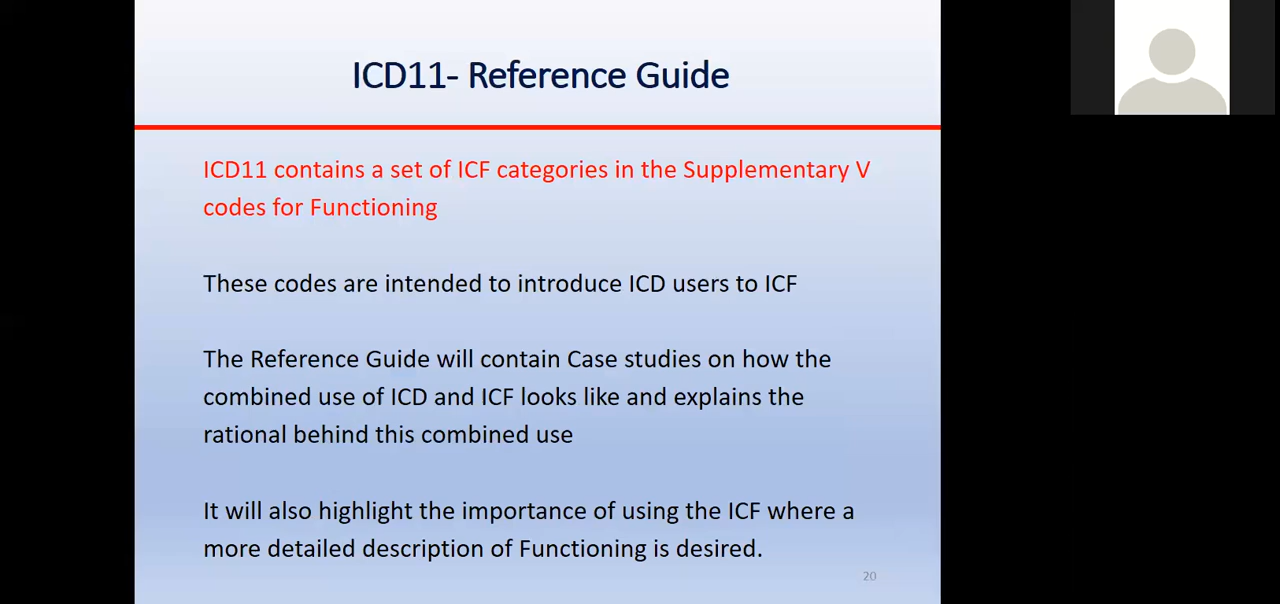 ICD11- Reference Guide
ICD11 contains a set of ICF categories in the Supplementary V
codes for Functioning
These codes are intended to introduce ICD users to ICF
The Reference Guide will contain Case studies on how the
combined use of ICD and ICF looks like and explains the
rational behind this combined use
It will also highlight the importance of using the ICF where a
more detailed description of Functioning is desired.
20